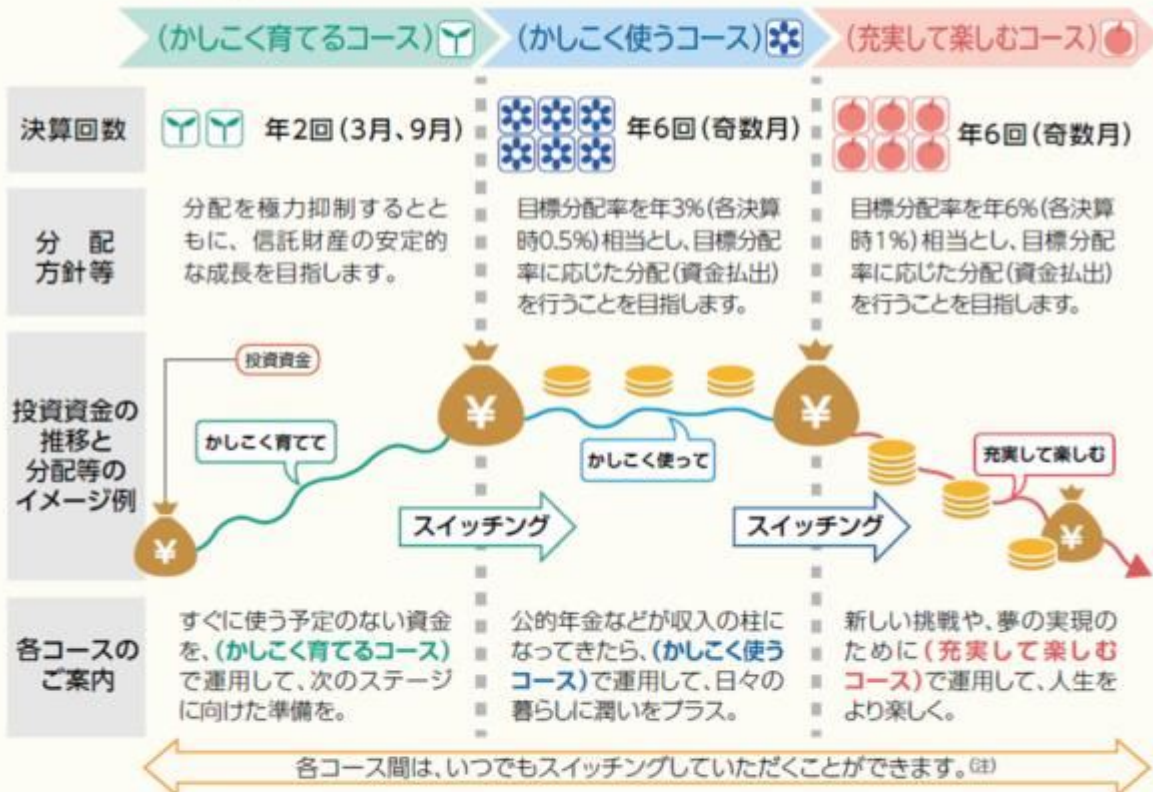 (かしこく育てるコース)
(かしこく使うコース)
(充実して楽しむコース)
決算回数
年2回(3月、9月)
年6回(奇数月)
年6回(奇数月)
分 配
方針等
分配を極力抑制するとと
もに、信託財産の安定的
な成長を目指します。
目標分配率を年3%(各決算
時0.5%)相当とし、目標分配
率に応じた分配(資金払出)
を行うことを目指します。
目標分配率を年6%(各決算
時1%)相当とし、目標分配
率に応じた分配(資金払出)
を行うことを目指します。
投資資金の
推移と
分配等の
イメージ例
投資資金
¥
かしこく育てて
¥
かしこく使って
¥
充実して楽しむ
¥
スイッチング
スイッチング
各コースの
ご案内
すぐに使う予定のない資金
を、(かしこく育てるコース)
で運用して、次のステージ
に向けた準備を。
公的年金などが収入の柱に
なってきたら、(かしこく使う
コース)で運用して、日々の
暮らしに潤いをプラス。
新しい挑戦や、夢の実現の
ために(充実して楽しむ
コース)で運用して、人生を
より楽しく。
各コース間は、いつでもスイッチングしていただくことができます。(注)